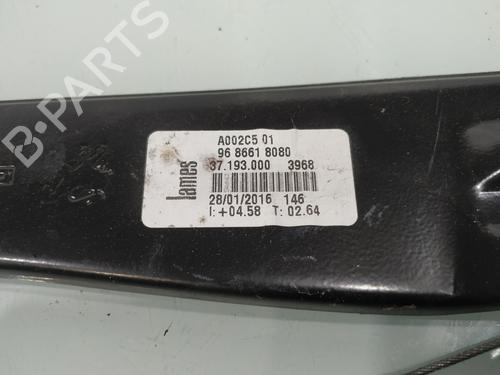 A002C5 01
96 8661 8080
37.193.000 3968
lames
28/01/2016 146
I: +04.58 T: 02.64
B-PARTS